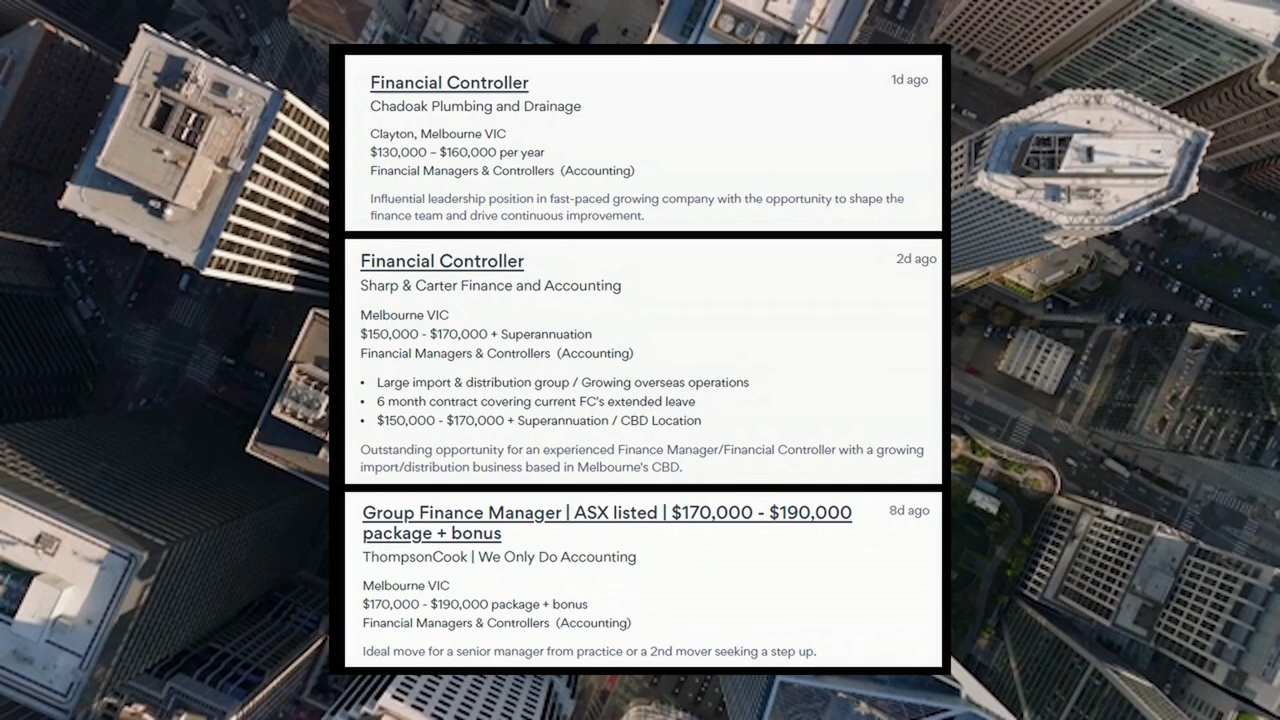 Financial Controller
1d ago
Chadoak Plumbing and Drainage
Clayton, Melbourne VIC
$130,000 – $160,000 per year
Financial Managers & Controllers (Accounting)
Influential leadership position in fast-paced growing company with the opportunity to shape the
finance team and drive continuous improvement.
Financial Controller
2d ago
Sharp & Carter Finance and Accounting
Melbourne VIC
$150,000 - $170,000 + Superannuation
Financial Managers & Controllers (Accounting)
• Large import & distribution group / Growing overseas operations
• 6 month contract covering current FC's extended leave
• $150,000 - $170,000 + Superannuation / CBD Location
Outstanding opportunity for an experienced Finance Manager/Financial Controller with a growing
import/distribution business based in Melbourne's CBD.
Group Finance Manager | ASX listed | $170,000 - $190,000
8d ago
package + bonus
ThompsonCook | We Only Do Accounting
Melbourne VIC
$170,000 - $190,000 package + bonus
Financial Managers & Controllers (Accounting)
Ideal move for a senior manager from practice or a 2nd mover seeking a step up.